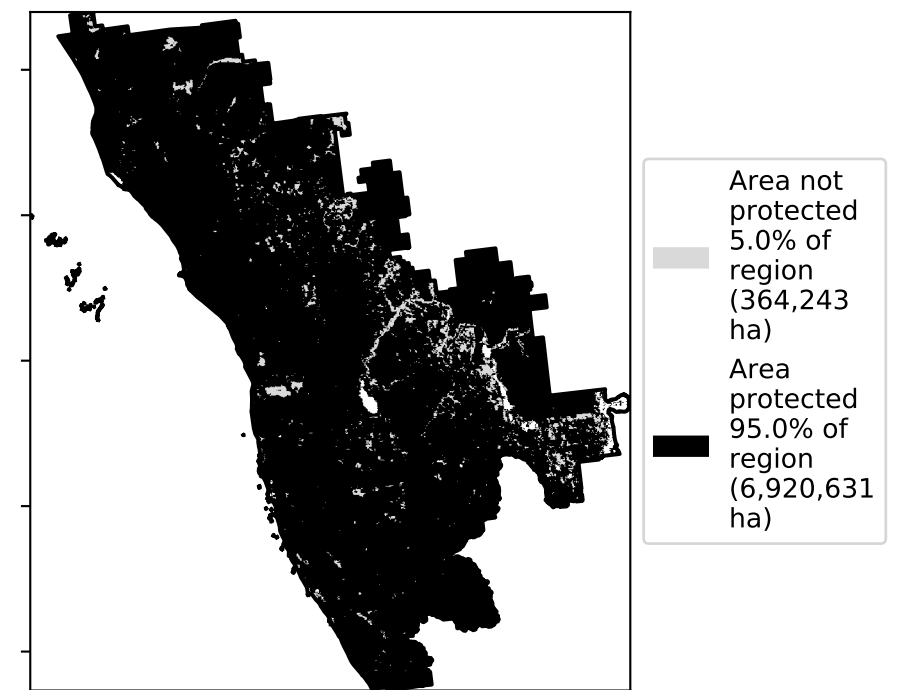 Area not
protected
5.0% of
region
(364,243
ha)
Area
protected
95.0% of
region
(6,920,631
ha)